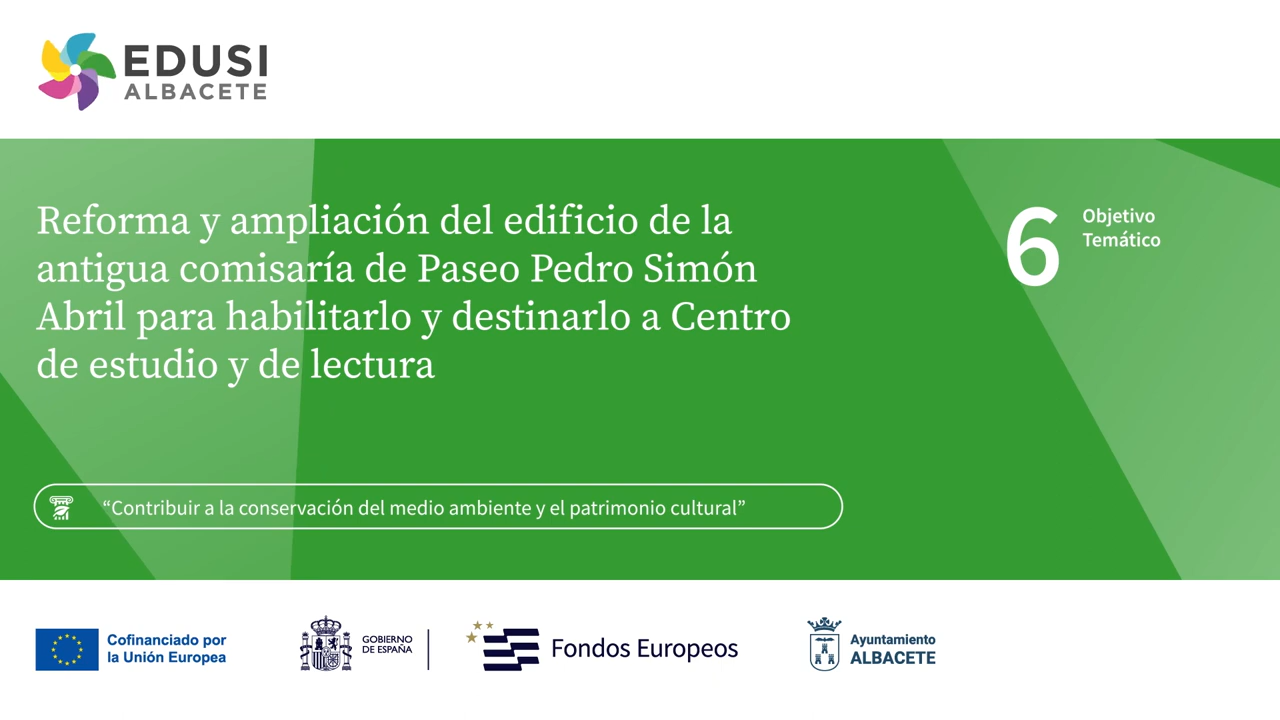 EDUSI
ALBACETE
Reforma y ampliación del edificio de la
antigua comisaría de Paseo Pedro Simón
Abril para habilitarlo y destinarlo a Centro
de estudio y de lectura
6 Objetivo
Temático
“Contribuir a la conservación del medio ambiente y el patrimonio cultural”
Cofinanciado por
la Unión Europea
GOBIERNO
DE ESPAÑA
Fondos Europeos
Ayuntamiento
ALBACETE